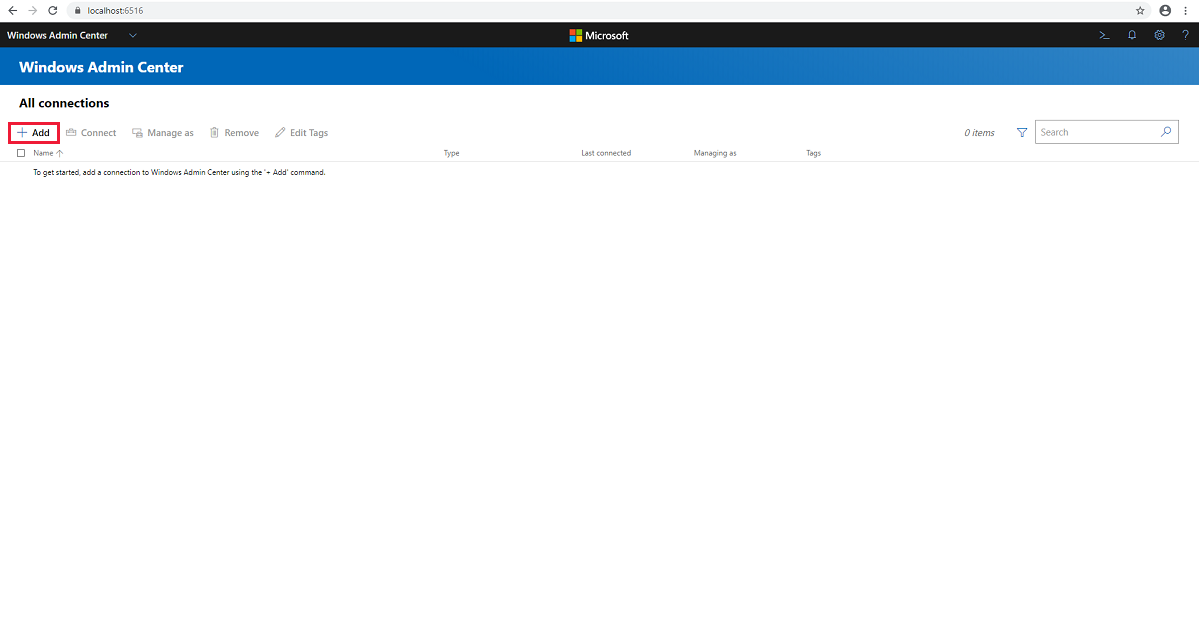 localhost:6516
Windows Admin Center
Microsoft
Windows Admin Center
All connections
Add Connect Manage as Remove Edit Tags 0 items Search
Name Type Last connected Managing as Tags
To get started, add a connection to Windows Admin Center using the '+ Add' command.